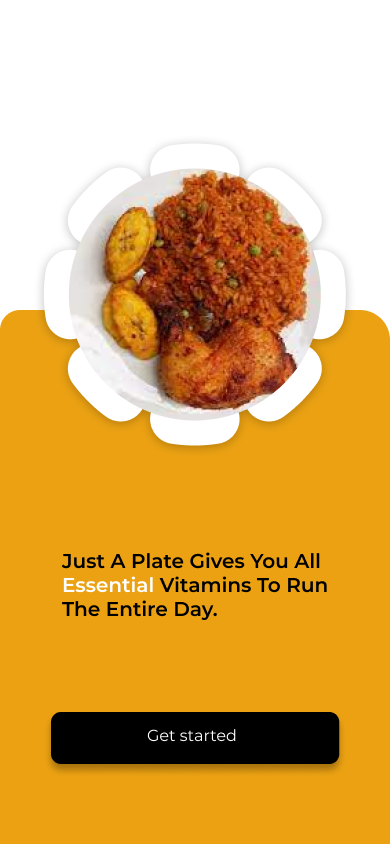 Just A Plate Gives You All
Essential Vitamins To Run
The Entire Day.
Get started